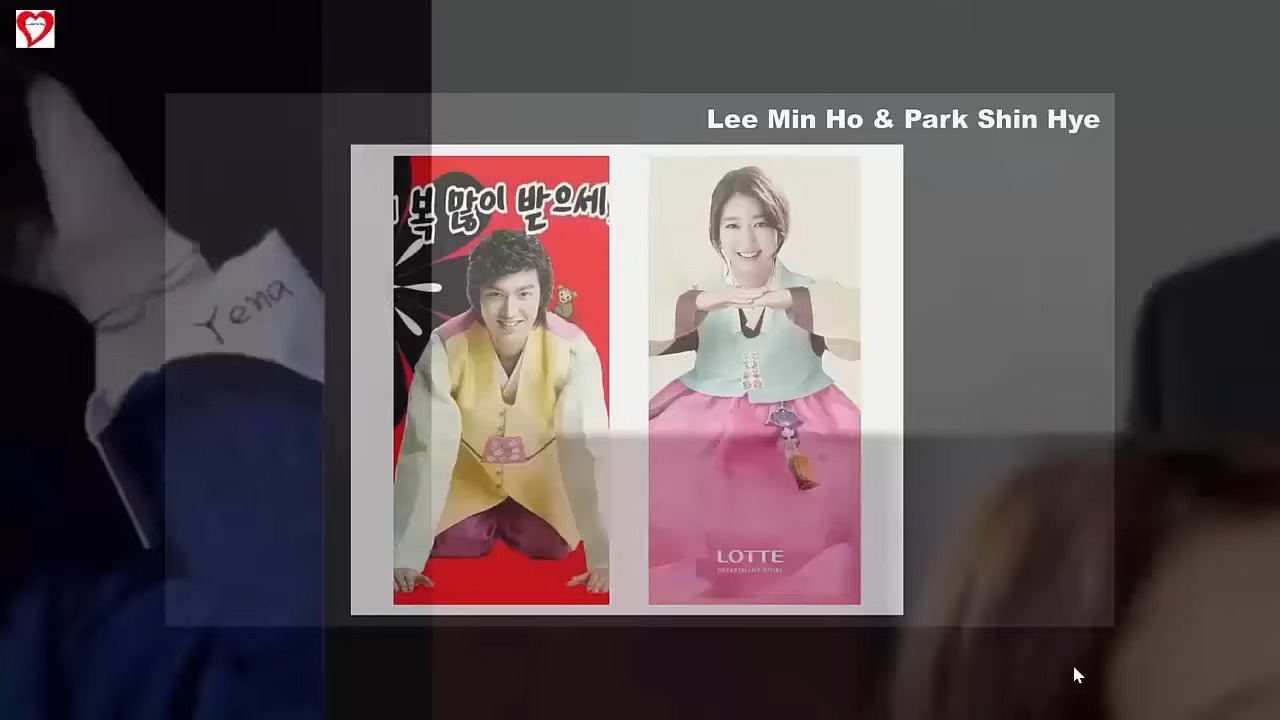 Lee Min Ho & Park Shin Hye
복 많이 받으세
Yena
LOTTE
DEPARTMENT STORE